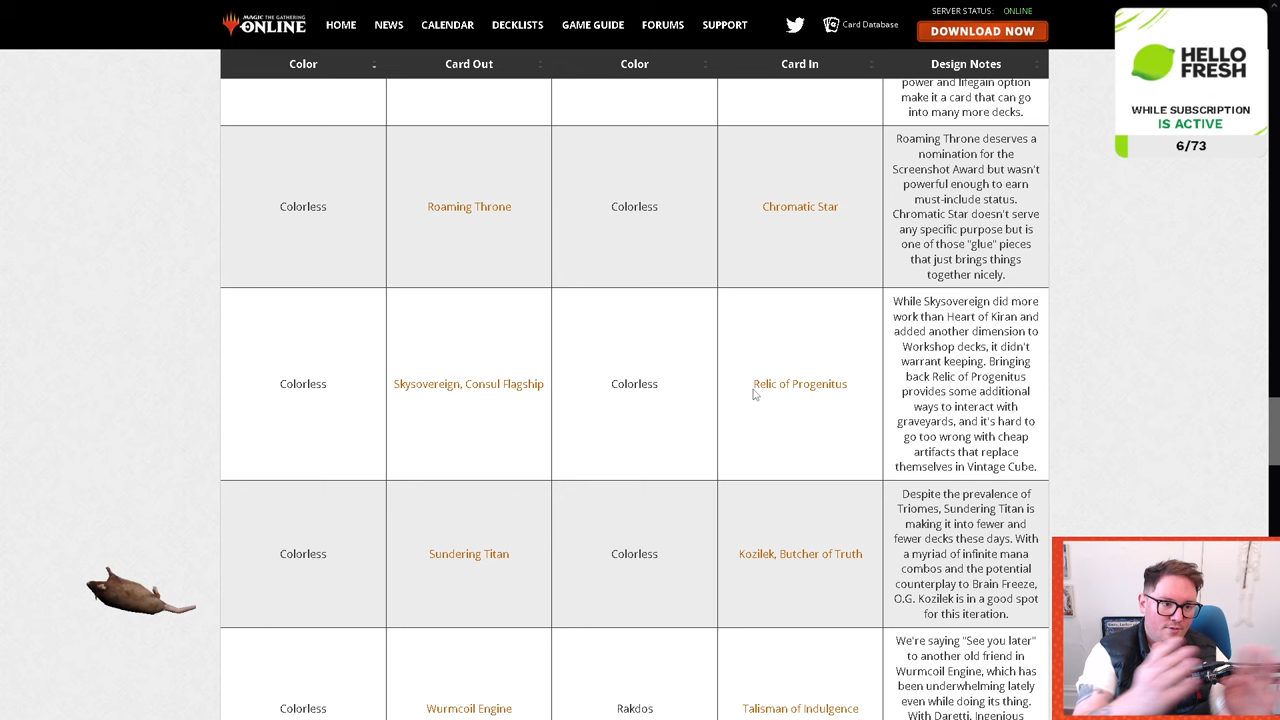 MAGIC THE GATHERING
ONLINE
HOME
NEWS
CALENDAR
DECKLISTS
GAME GUIDE
FORUMS
SUPPORT
Card Database
SERVER STATUS: ONLINE
DOWNLOAD NOW
HELLO
FRESH
WHILE SUBSCRIPTION
IS ACTIVE
6/73
Color
Card Out
Color
Card In
Design Notes
power and lifegain option
make it a card that can go
into many more decks.
Colorless
Roaming Throne
Colorless
Chromatic Star
Roaming Throne deserves a
nomination for the
Screenshot Award but wasn't
powerful enough to earn
must-include status.
Chromatic Star doesn't serve
any specific purpose but is
one of those "glue" pieces
that just brings things
together nicely.
Colorless
Skysovereign, Consul Flagship
Colorless
Relic of Progenitus
While Skysovereign did more
work than Heart of Kiran and
added another dimension to
Workshop decks, it didn't
warrant keeping. Bringing
back Relic of Progenitus
provides some additional
ways to interact with
graveyards, and it's hard to
go too wrong with cheap
artifacts that replace
themselves in Vintage Cube.
Colorless
Sundering Titan
Colorless
Kozilek, Butcher of Truth
Despite the prevalence of
Triomes, Sundering Titan is
making it into fewer and
fewer decks these days. With
a myriad of infinite mana
combos and the potential
counterplay to Brain Freeze,
O.G. Kozilek is in a good spot
for this iteration.
Colorless
Wurmcoil Engine
Rakdos
Talisman of Indulgence
We're saying "See you later"
to another old friend in
Wurmcoil Engine, which has
been underwhelming lately
even while doing its thing.
With Daretti, Ingenious